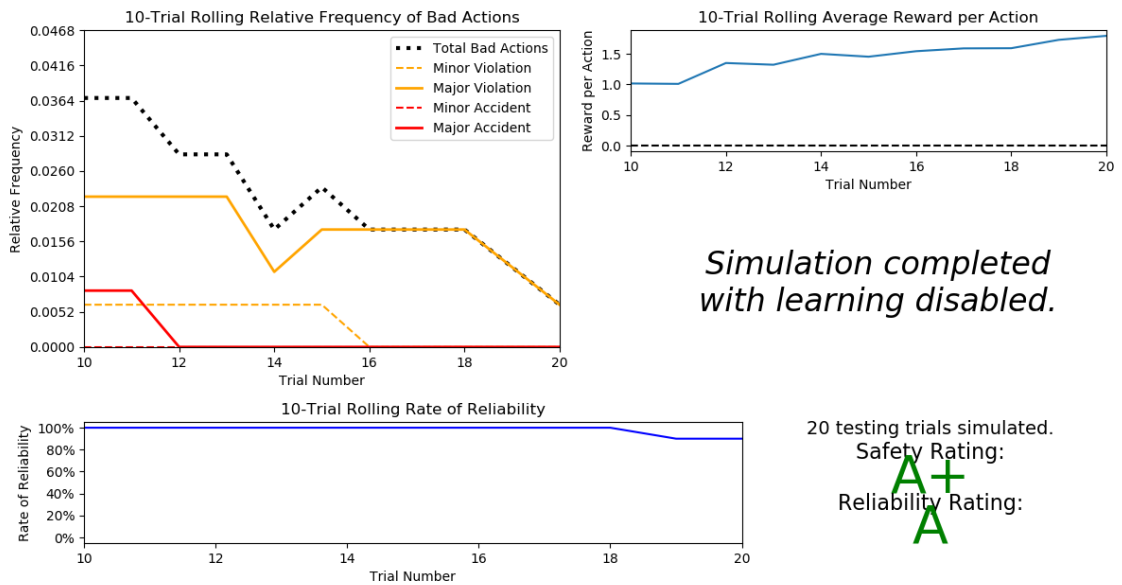 10-Trial Rolling Relative Frequency of Bad Actions
Relative Frequency
0.0468
0.0416
0.0364
0.0312
0.0260
0.0208
0.0156
0.0104
0.0052
0.0000
Total Bad Actions
Minor Violation
Major Violation
Minor Accident
Major Accident
10 12 14 16 18 20
Trial Number
10-Trial Rolling Average Reward per Action
Reward per Action
1.5
1.0
0.5
0.0
10 12 14 16 18 20
Trial Number
Simulation completed
with learning disabled.
10-Trial Rolling Rate of Reliability
Rate of Reliability
100%
80%
60%
40%
20%
0%
10 12 14 16 18 20
Trial Number
20 testing trials simulated.
Safety Rating:
A+
Reliability Rating:
A